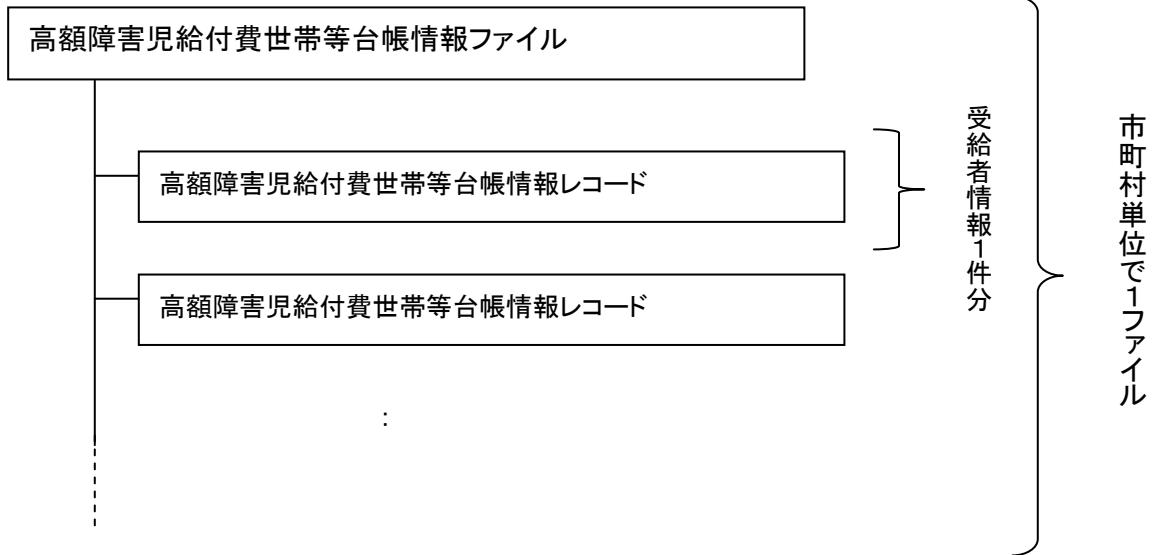 高額障害児給付費世帯等台帳情報ファイル
高額障害児給付費世帯等台帳情報レコード
高額障害児給付費世帯等台帳情報レコード
:
受給者情報1件分
市町村単位で1ファイル